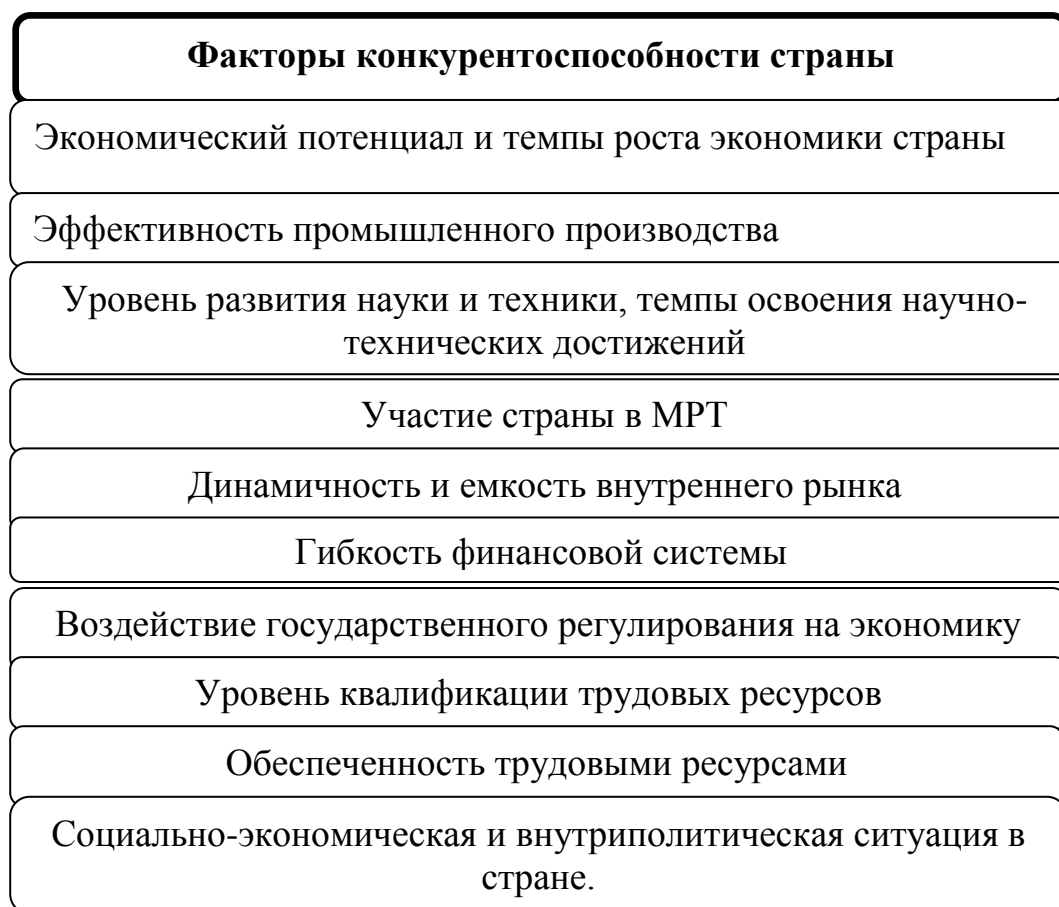 Факторы конкурентоспособности страны
Экономический потенциал и темпы роста экономики страны
Эффективность промышленного производства
Уровень развития науки и техники, темпы освоения научно-
технических достижений
Участие страны в МРТ
Динамичность и емкость внутреннего рынка
Гибкость финансовой системы
Воздействие государственного регулирования на экономику
Уровень квалификации трудовых ресурсов
Обеспеченность трудовыми ресурсами
Социально-экономическая и внутриполитическая ситуация в
стране.